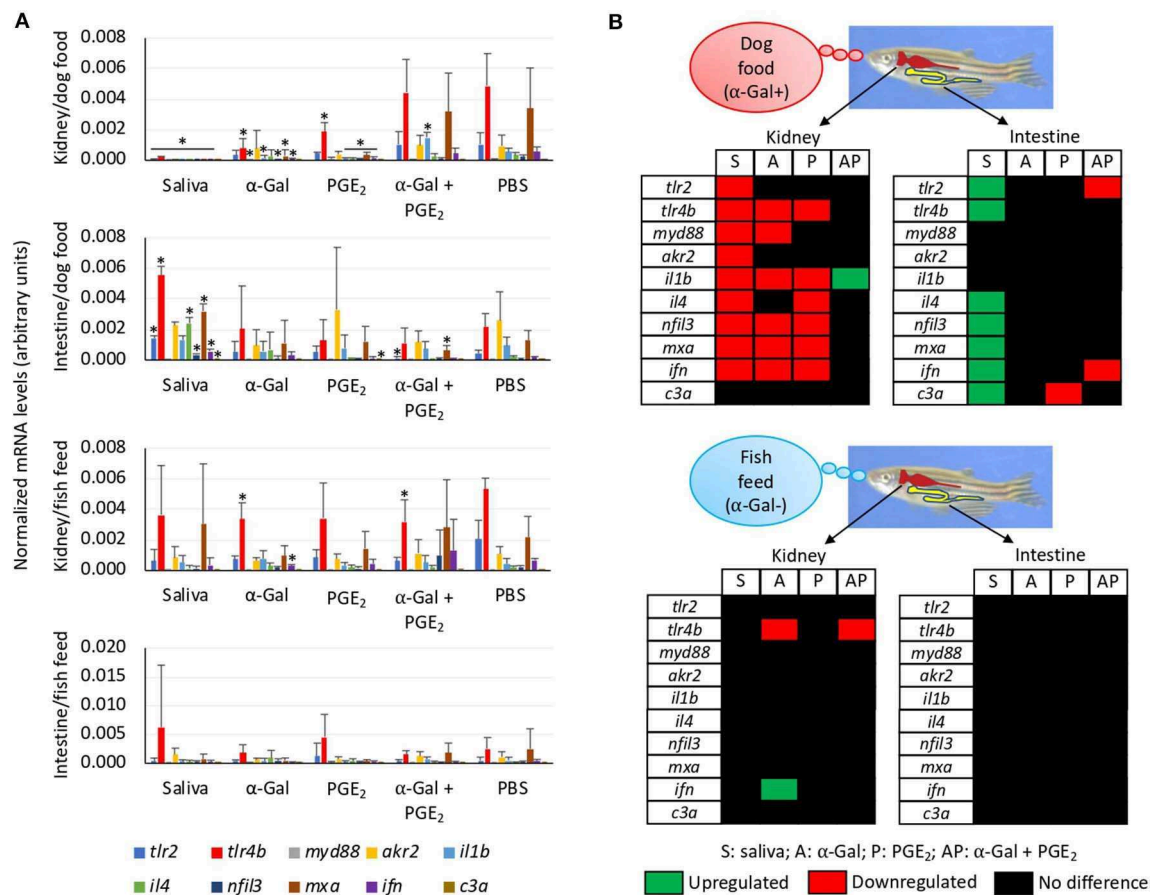 A
Normalized mRNA levels (arbitrary units)
Kidney/dog food
0.008
0.006
0.004
0.002
0.000
* * * * * * * * * *
Saliva α-Gal PGE₂ α-Gal + PGE₂ PBS
Intestine/dog food
0.008
0.006
0.004
0.002
0.000
* * * * * * * * * *
Saliva α-Gal PGE₂ α-Gal + PGE₂ PBS
Kidney/fish feed
0.008
0.006
0.004
0.002
0.000
* * *
Saliva α-Gal PGE₂ α-Gal + PGE₂ PBS
Intestine/fish feed
0.020
0.015
0.010
0.005
0.000
Saliva α-Gal PGE₂ α-Gal + PGE₂ PBS
tlr2 tlr4b myd88 akr2 il1b
il4 nfil3 mxa ifn c3a
B
Dog
food
(α-Gal+)
Kidney Intestine
S A P AP S A P AP
tlr2 tlr2
tlr4b tlr4b
myd88 myd88
akr2 akr2
il1b il1b
il4 il4
nfil3 nfil3
mxa mxa
ifn ifn
c3a c3a
Fish
feed
(α-Gal-)
Kidney Intestine
S A P AP S A P AP
tlr2 tlr2
tlr4b tlr4b
myd88 myd88
akr2 akr2
il1b il1b
il4 il4
nfil3 nfil3
mxa mxa
ifn ifn
c3a c3a
S: saliva; A: α-Gal; P: PGE₂; AP: α-Gal + PGE₂
Upregulated Downregulated No difference